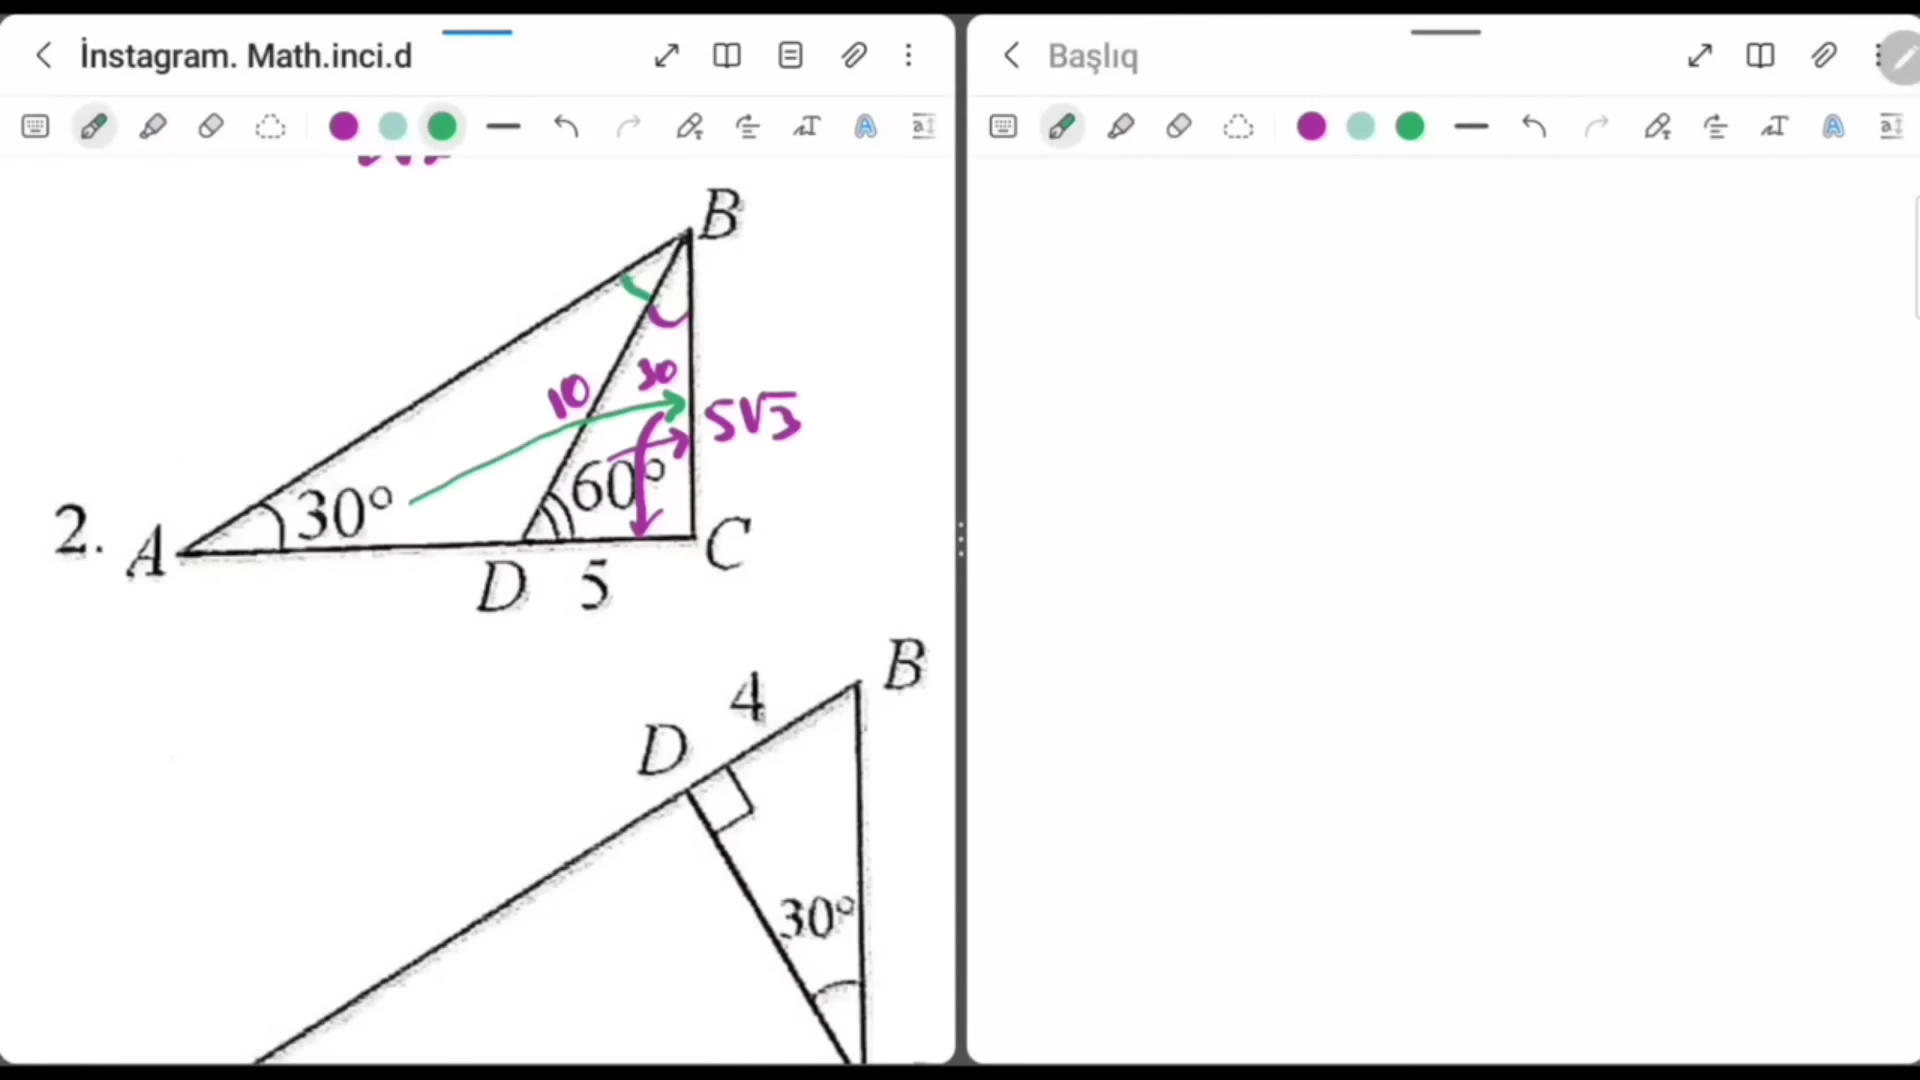 İnstagram. Math.inci.d
Başlıq
B
10
30
5√3
30°
60°
2. A
C
D 5
B
4
D
30°